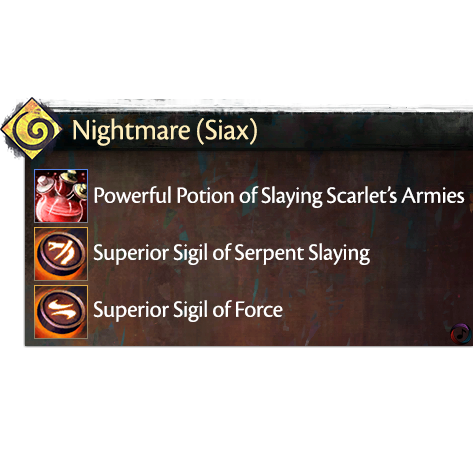 Nightmare (Siax)
Powerful Potion of Slaying Scarlet's Armies
Superior Sigil of Serpent Slaying
Superior Sigil of Force